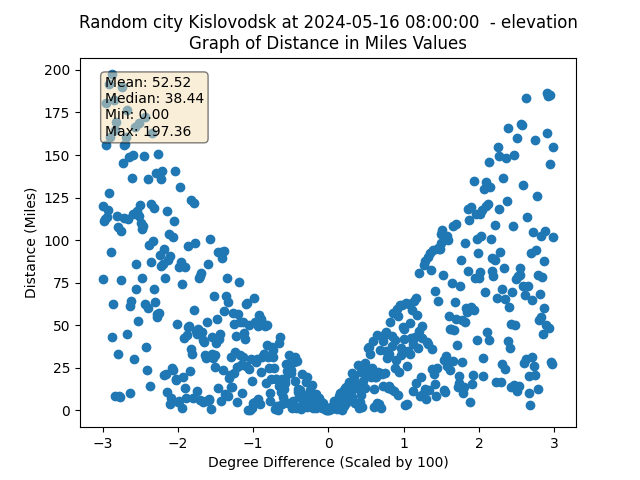 Random city Kislovodsk at 2024-05-16 08:00:00  - elevation
Graph of Distance in Miles Values
200
175
150
125
100
75
50
25
0
Mean: 52.52
Median: 38.44
Min: 0.00
Max: 197.36
Distance (Miles)
−3
−2
−1
0
1
2
3
Degree Difference (Scaled by 100)